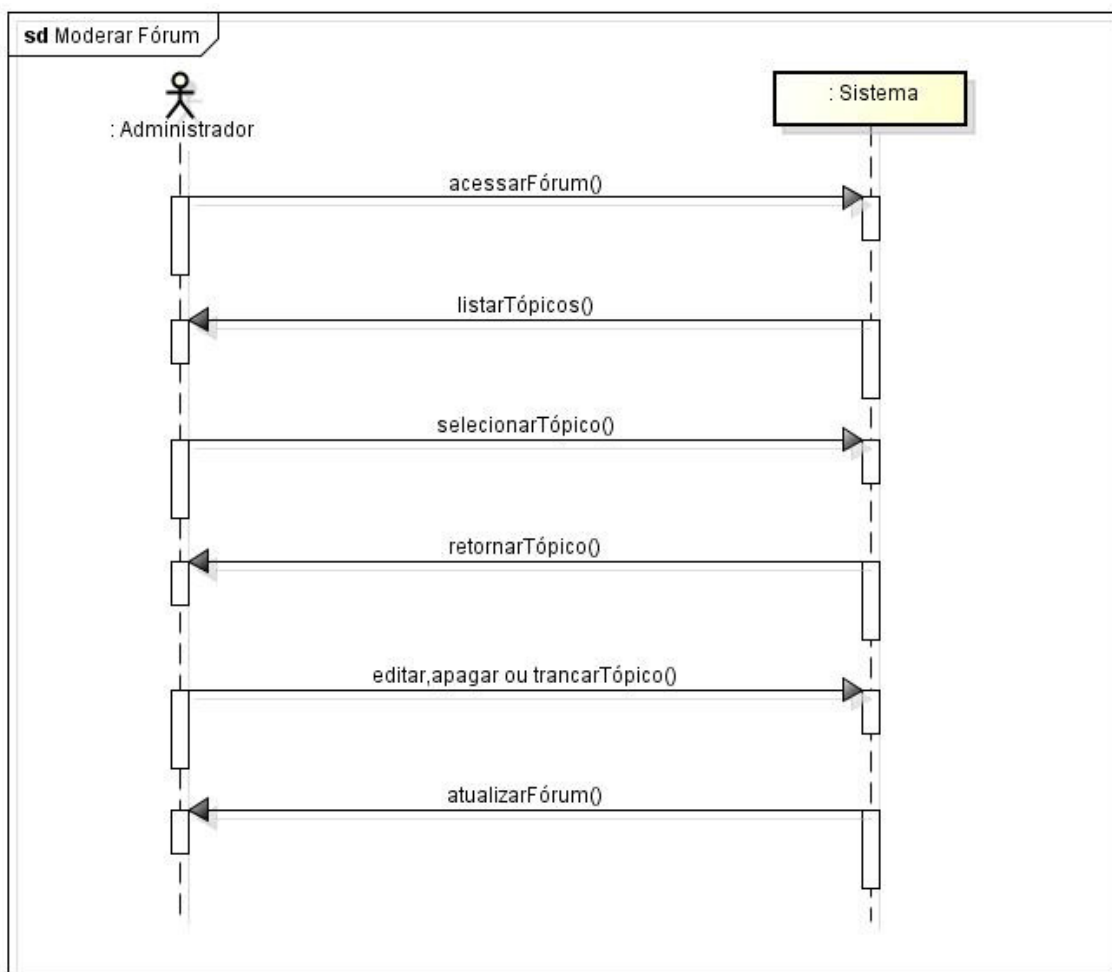 sd Moderar Fórum
: Administrador
: Sistema
acessarFórum()
listarTópicos()
selecionarTópico()
retornarTópico()
editar,apagar ou trancarTópico()
atualizarFórum()